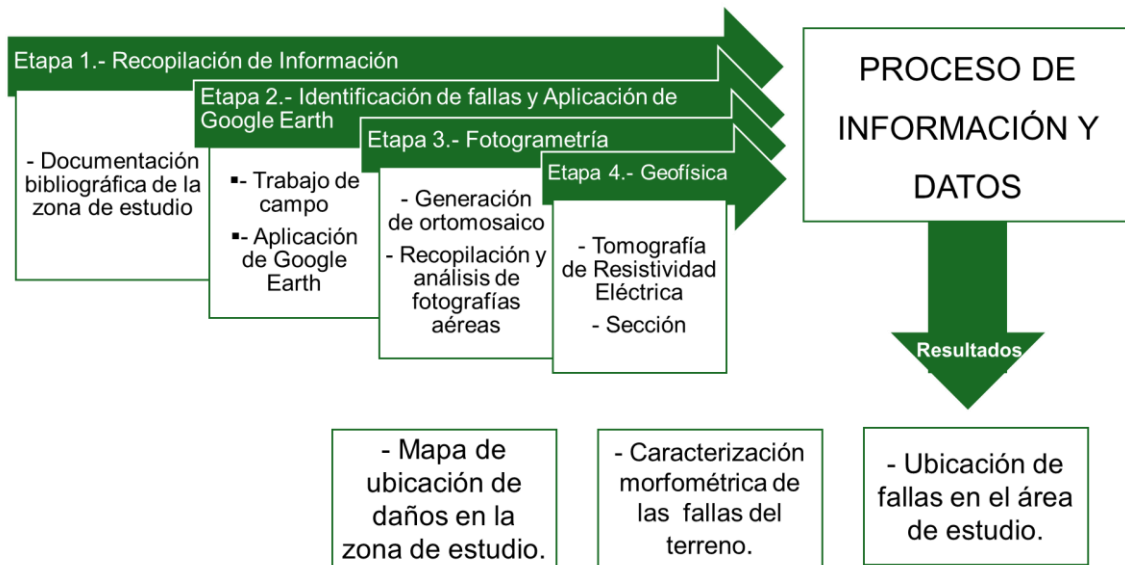 Etapa 1.- Recopilación de Información
- Documentación
bibliográfica de la
zona de estudio
Etapa 2.- Identificación de fallas y Aplicación de
Google Earth
▪- Trabajo de
campo
▪- Aplicación
de Google
Earth
Etapa 3.- Fotogrametría
- Generación
de ortomosaico
- Recopilación y
análisis de
fotografías
aéreas
Etapa 4.- Geofísica
- Tomografía
de Resistividad
Eléctrica
- Sección
PROCESO DE
INFORMACIÓN Y
DATOS
Resultados
- Mapa de
ubicación de
daños en la
zona de estudio.
- Caracterización
morfométrica de
las fallas del
terreno.
- Ubicación de
fallas en el área
de estudio.